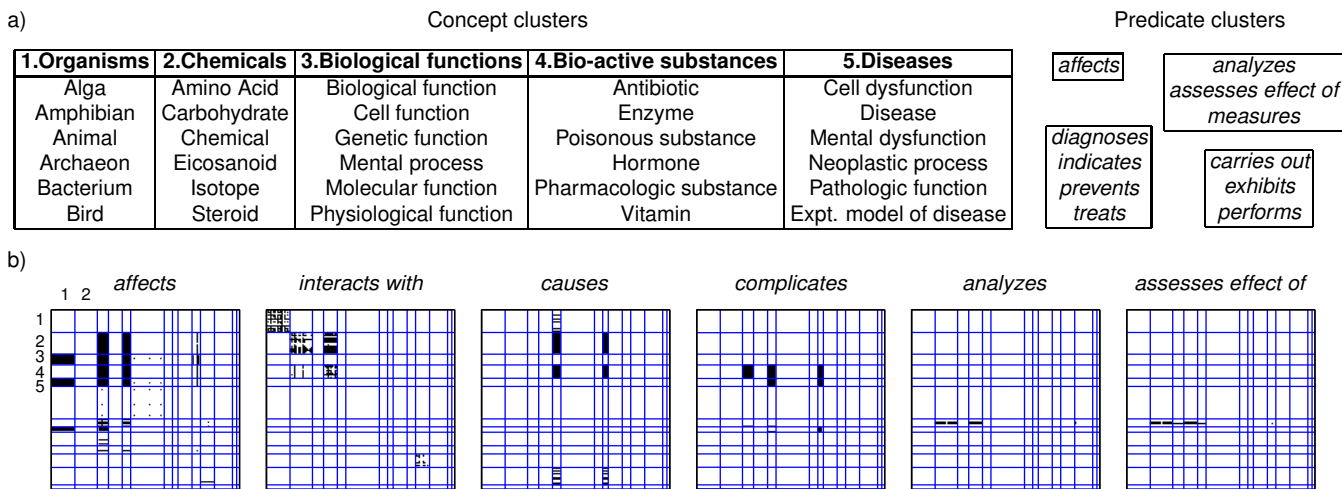 a) Concept clusters Predicate clusters
1.Organisms 2.Chemicals 3.Biological functions 4.Bio-active substances 5.Diseases
Alga Amino Acid Biological function Antibiotic Cell dysfunction
Amphibian Carbohydrate Cell function Enzyme Disease
Animal Chemical Genetic function Poisonous substance Mental dysfunction
Archaeon Eicosanoid Mental process Hormone Neoplastic process
Bacterium Isotope Molecular function Pharmacologic substance Pathologic function
Bird Steroid Physiological function Vitamin Expt. model of disease
affects
analyzes
assesses effect of
measures
diagnoses
indicates
prevents
treats
carries out
exhibits
performs
b)
affects interacts with causes complicates analyzes assesses effect of
1 2
1
2
3
4
5